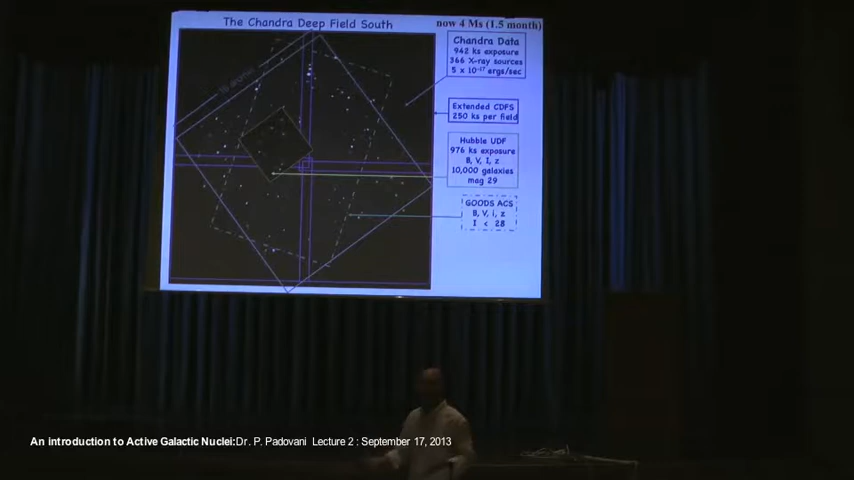 The Chandra Deep Field South
now 4 Ms (1.5 month)
Chandra Data
942 ks exposure
366 X-ray sources
5 x 10⁻¹⁷ ergs/sec
Extended CDFS
250 ks per field
Hubble UDF
976 ks exposure
B, V, I, z
10,000 galaxies
mag 29
GOODS ACS
B, V, i, z
I < 28
An introduction to Active Galactic Nuclei:Dr. P. Padovani Lecture 2 : September 17, 2013